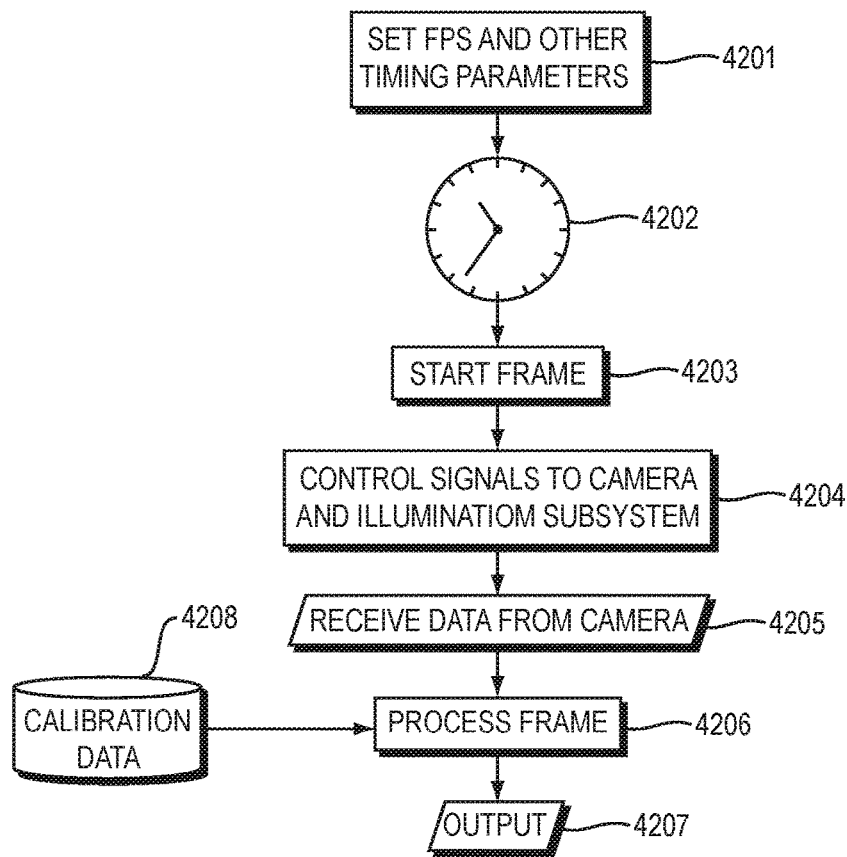 SET FPS AND OTHER
TIMING PARAMETERS
4201
4202
START FRAME
4203
CONTROL SIGNALS TO CAMERA
AND ILLUMINATIOM SUBSYSTEM
4204
RECEIVE DATA FROM CAMERA
4205
4208
CALIBRATION
DATA
PROCESS FRAME
4206
OUTPUT
4207